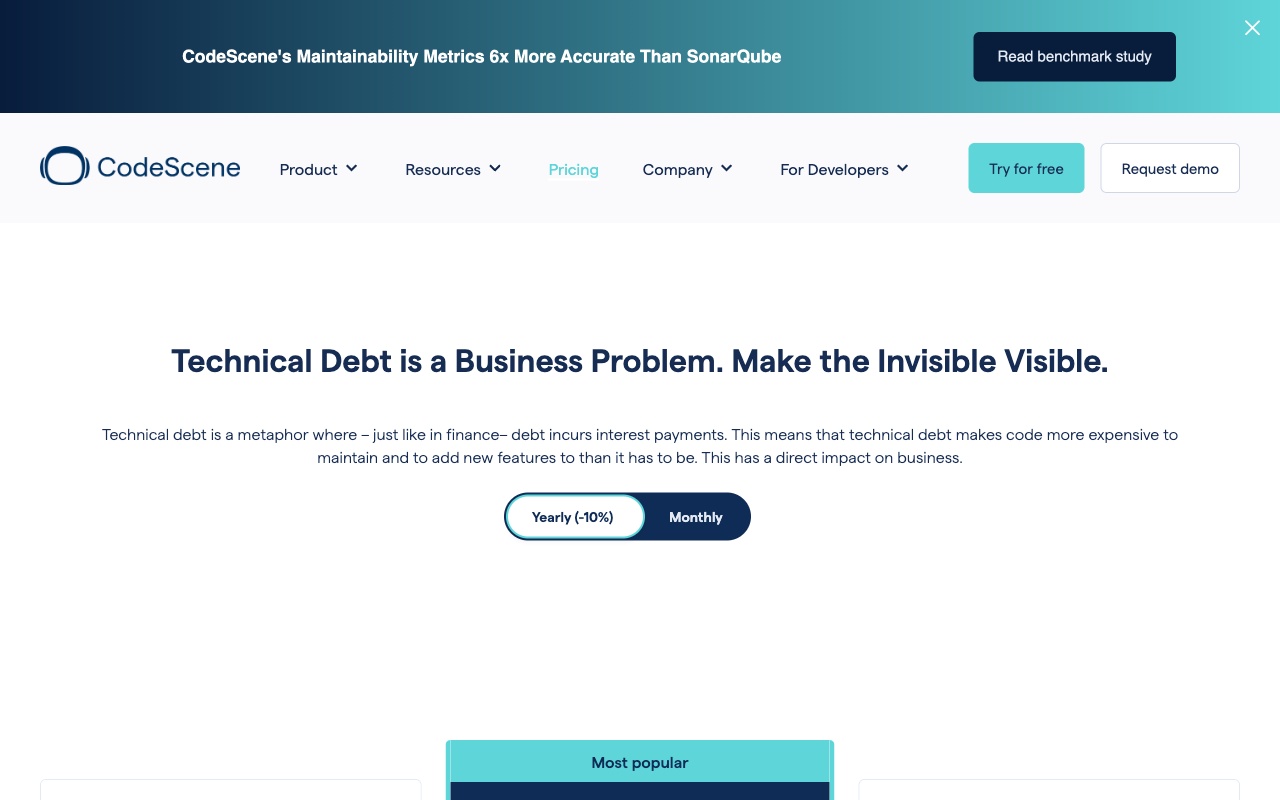 CodeScene's Maintainability Metrics 6x More Accurate Than SonarQube
Read benchmark study
CodeScene
Product
Resources
Pricing
Company
For Developers
Try for free
Request demo
Technical Debt is a Business Problem. Make the Invisible Visible.
Technical debt is a metaphor where – just like in finance– debt incurs interest payments. This means that technical debt makes code more expensive to
maintain and to add new features to than it has to be. This has a direct impact on business.
Yearly (-10%)
Monthly
Most popular